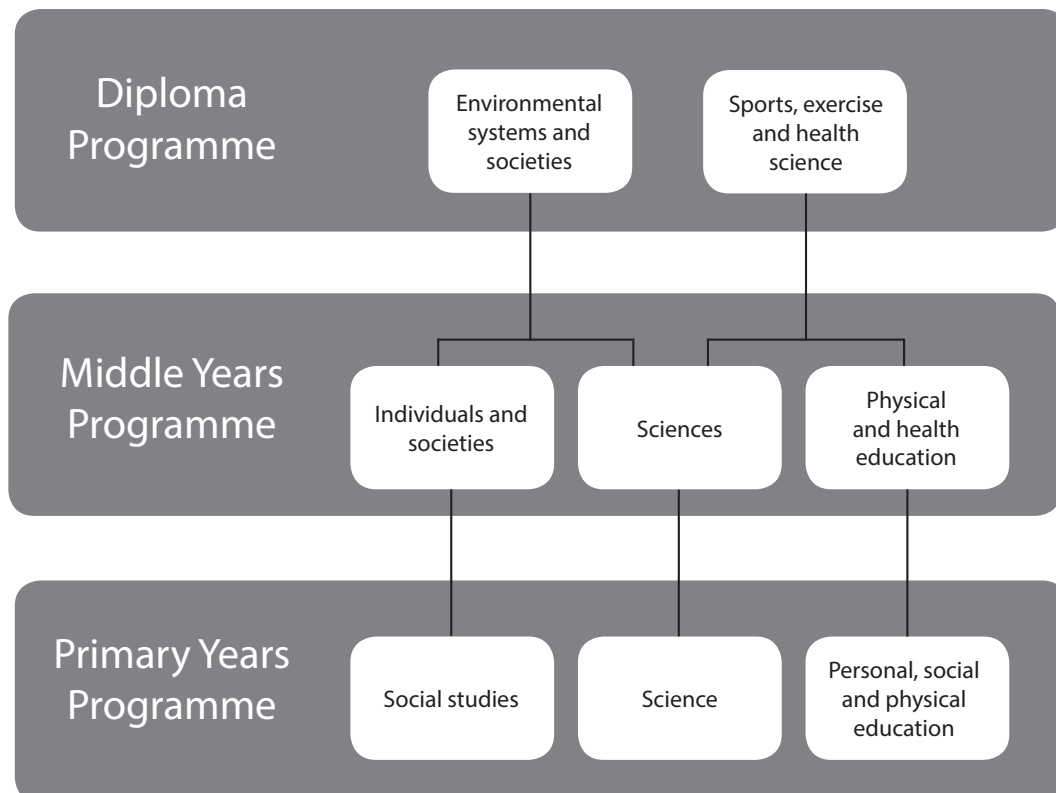 Diploma
Programme
Environmental
systems and
societies
Sports, exercise
and health
science
Middle Years
Programme
Individuals and
societies
Sciences
Physical
and health
education
Primary Years
Programme
Social studies
Science
Personal, social
and physical
education